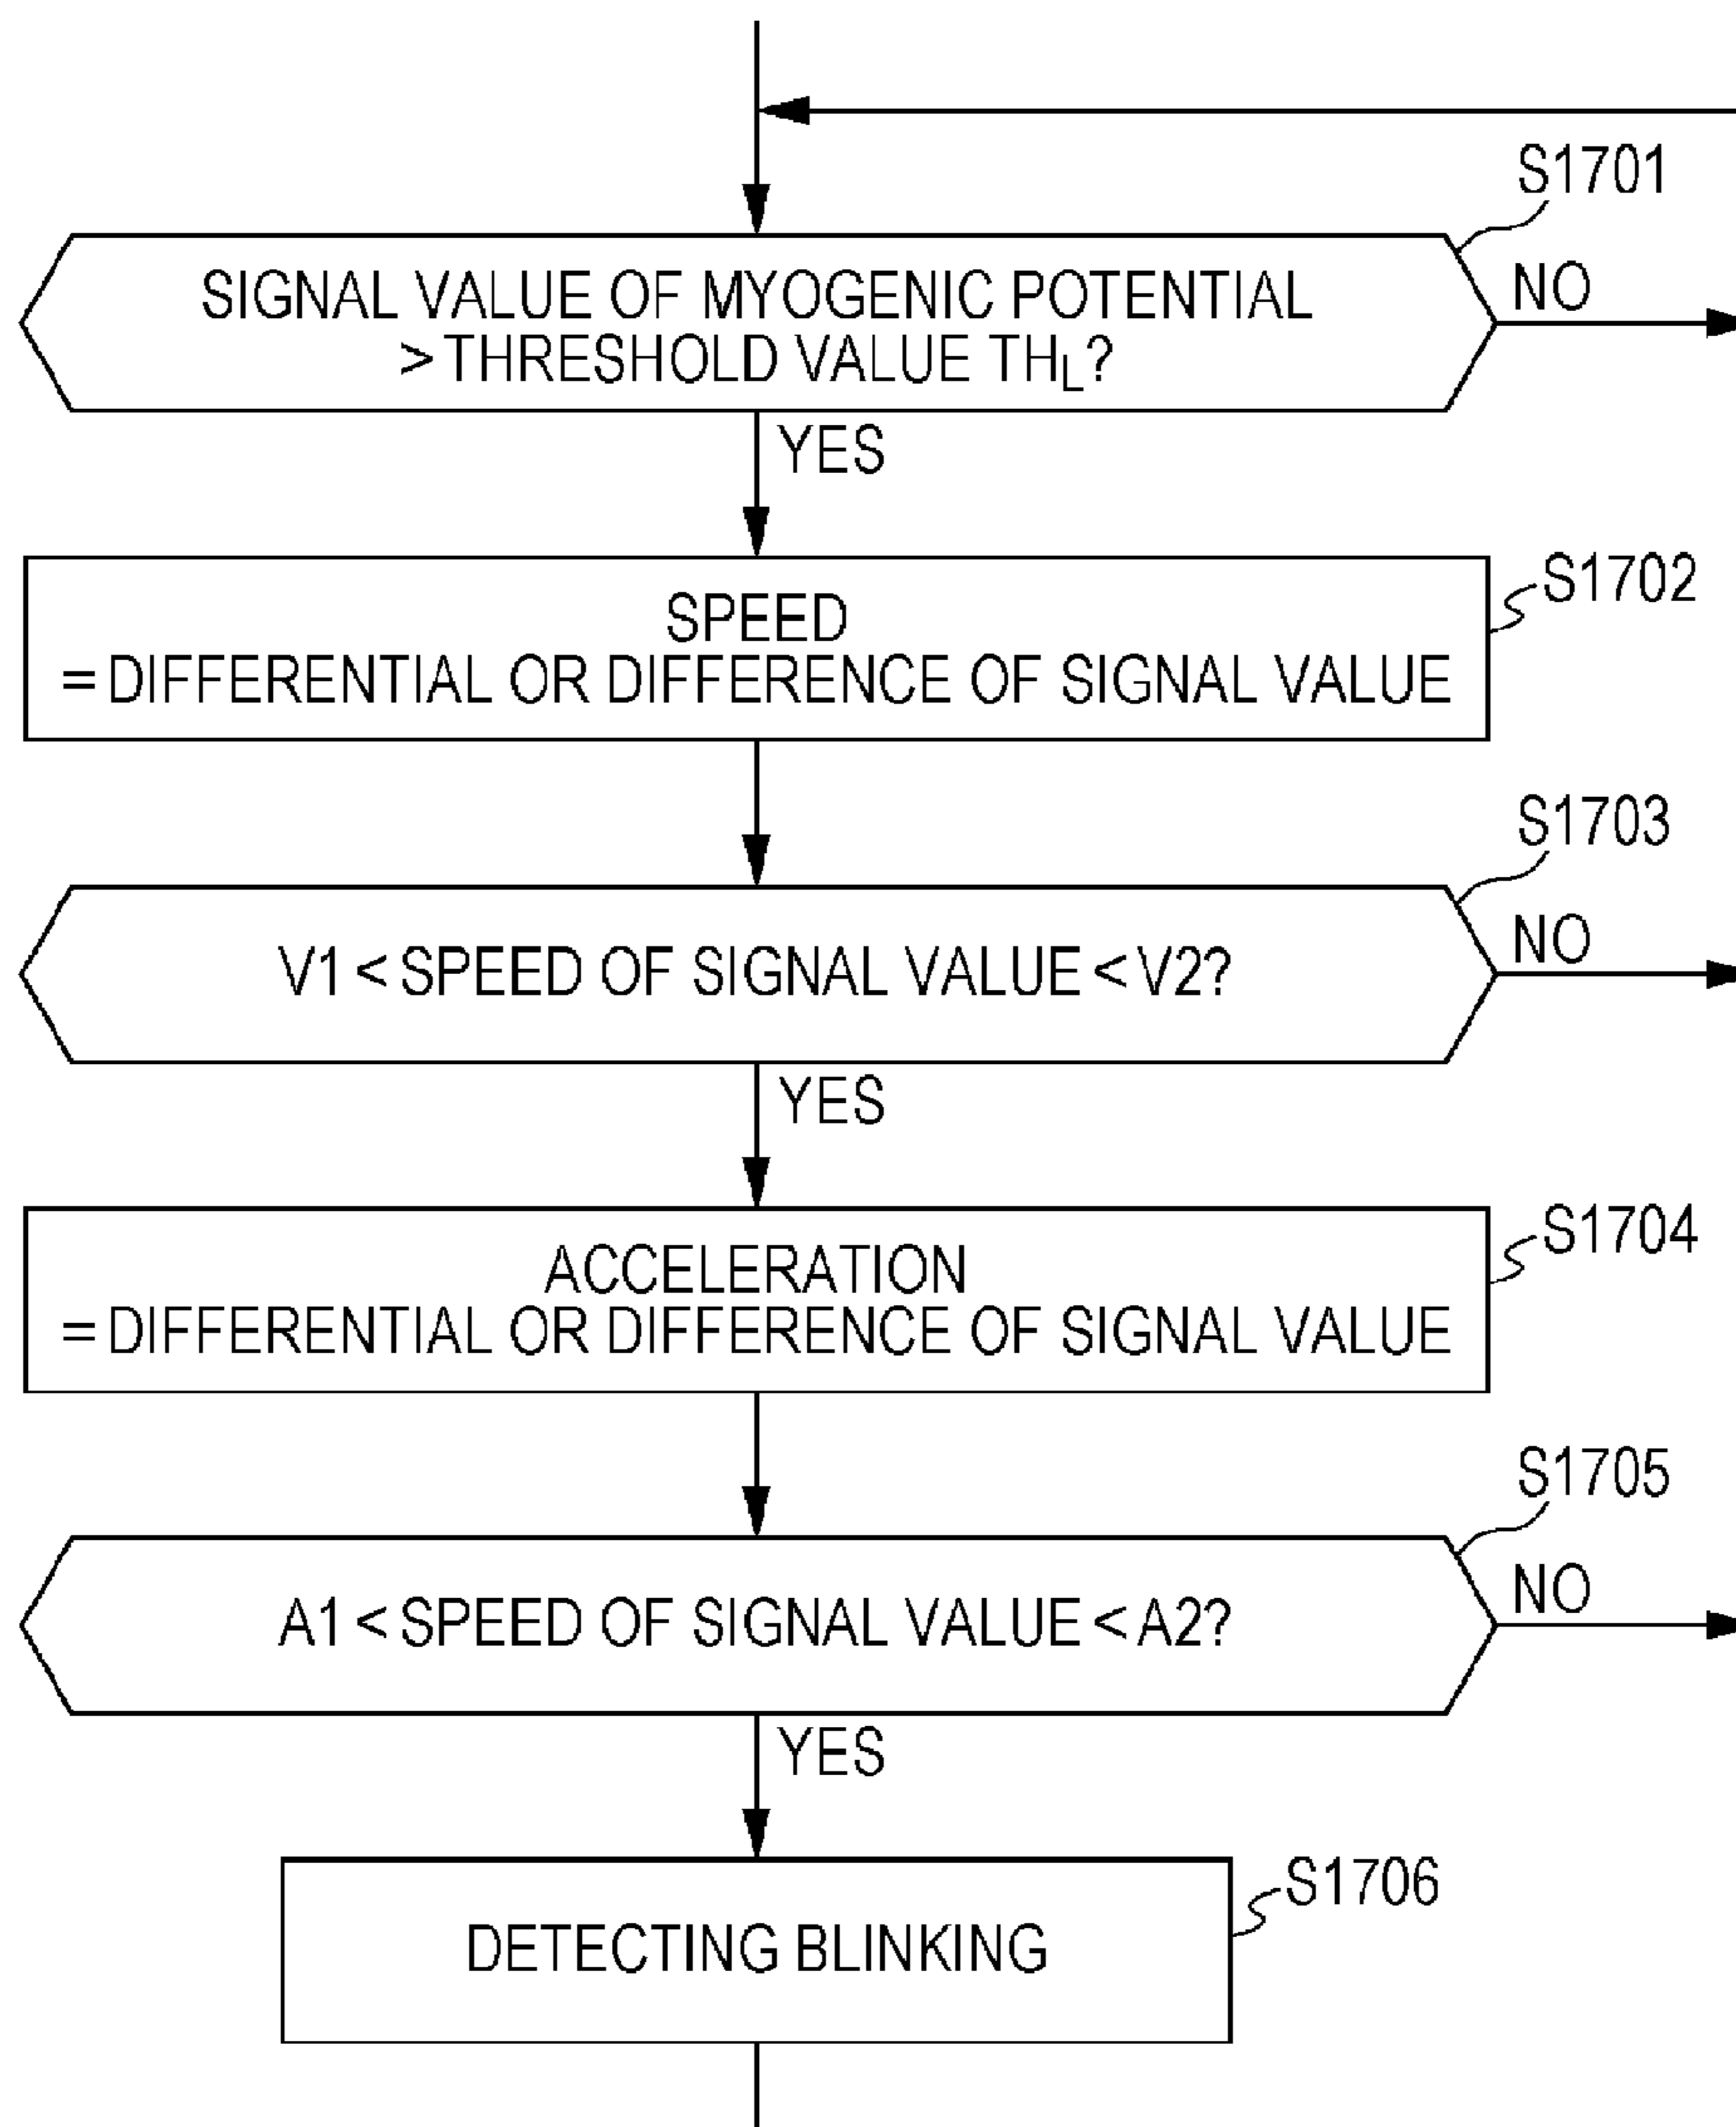 S1701
SIGNAL VALUE OF MYOGENIC POTENTIAL
> THRESHOLD VALUE THL?
NO
YES
S1702
SPEED
= DIFFERENTIAL OR DIFFERENCE OF SIGNAL VALUE
S1703
V1 < SPEED OF SIGNAL VALUE < V2?
NO
YES
S1704
ACCELERATION
= DIFFERENTIAL OR DIFFERENCE OF SIGNAL VALUE
S1705
A1 < SPEED OF SIGNAL VALUE < A2?
NO
YES
S1706
DETECTING BLINKING